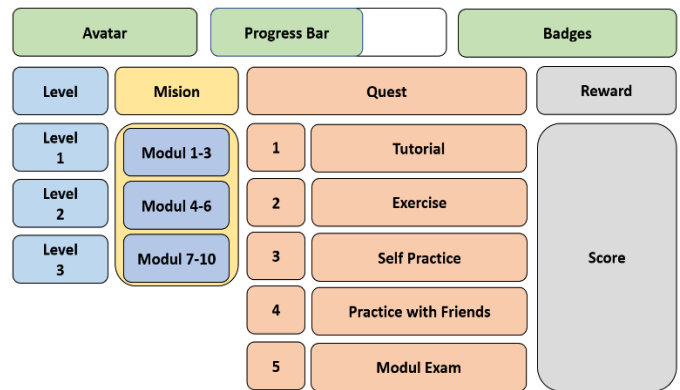 Avatar
Progress Bar
Badges
Level
Mision
Quest
Reward
Level
1
Modul 1-3
1
Tutorial
Level
2
Modul 4-6
2
Exercise
Level
3
Modul 7-10
3
Self Practice
Score
4
Practice with Friends
5
Modul Exam